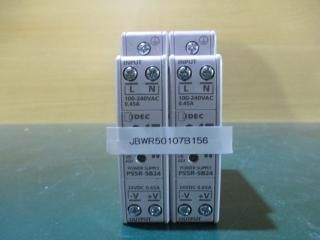 INPUT
INPUT
L N
L N
100-240VAC
0.45A
100-240VAC
0.45A
IDEC
IDEC
JBWR50107B156
POWER SUPPLY
PS5R-SB24
POWER SUPPLY
PS5R-SB24
24VDC 0.65A
24VDC 0.65A
-V +V
-V +V
OUTPUT
OUTPUT